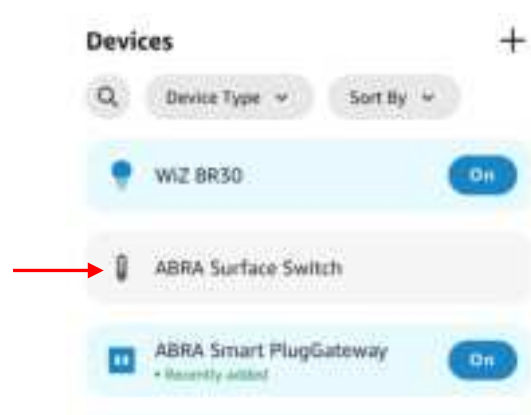 Devices
Device Type
Sort By
WiZ BR30
On
ABRA Surface Switch
ABRA Smart PlugGateway
On
• Recently added